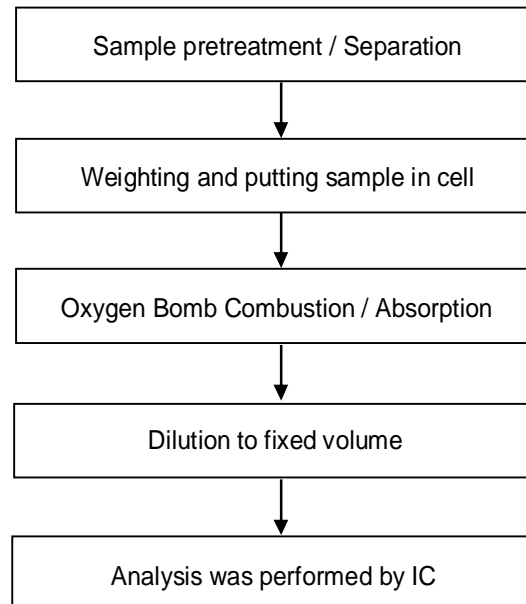 Sample pretreatment / Separation
Weighting and putting sample in cell
Oxygen Bomb Combustion / Absorption
Dilution to fixed volume
Analysis was performed by IC